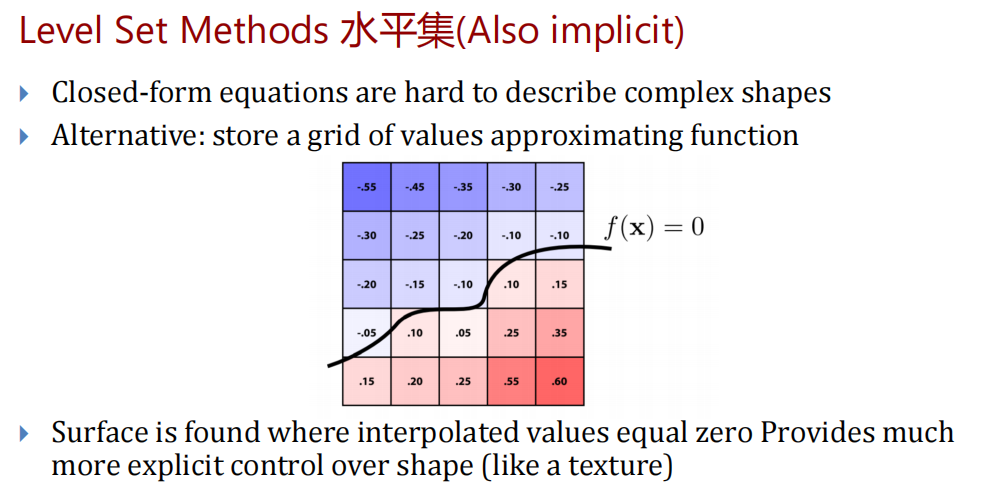 Level Set Methods 水平集(Also implicit)
Closed-form equations are hard to describe complex shapes
Alternative: store a grid of values approximating function
-.55 -.45 -.35 -.30 -.25
-.30 -.25 -.20 -.10 -.10
f(x) = 0
-.20 -.15 -.10 .10 .15
-.05 .10 .05 .25 .35
.15 .20 .25 .55 .60
Surface is found where interpolated values equal zero Provides much
more explicit control over shape (like a texture)